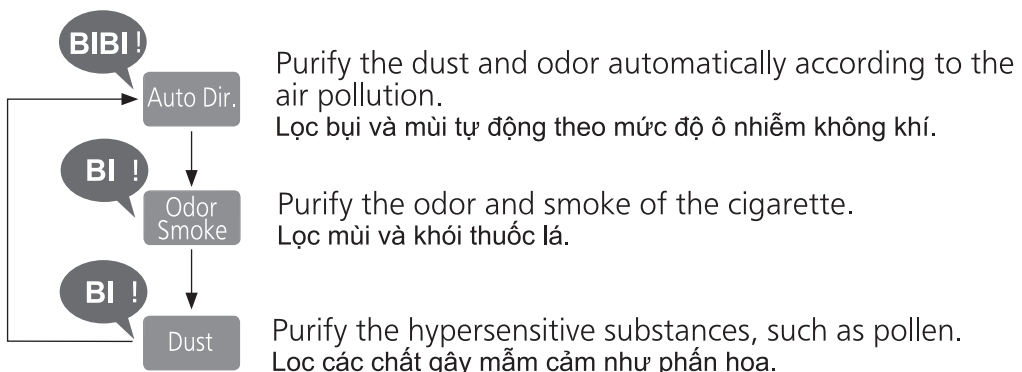 BIBI !
Auto Dir.
Purify the dust and odor automatically according to the
air pollution.
Lọc bụi và mùi tự động theo mức độ ô nhiễm không khí.
BI !
Odor
Smoke
Purify the odor and smoke of the cigarette.
Lọc mùi và khói thuốc lá.
BI !
Dust
Purify the hypersensitive substances, such as pollen.
Lọc các chất gây mẫm cảm như phấn hoa.